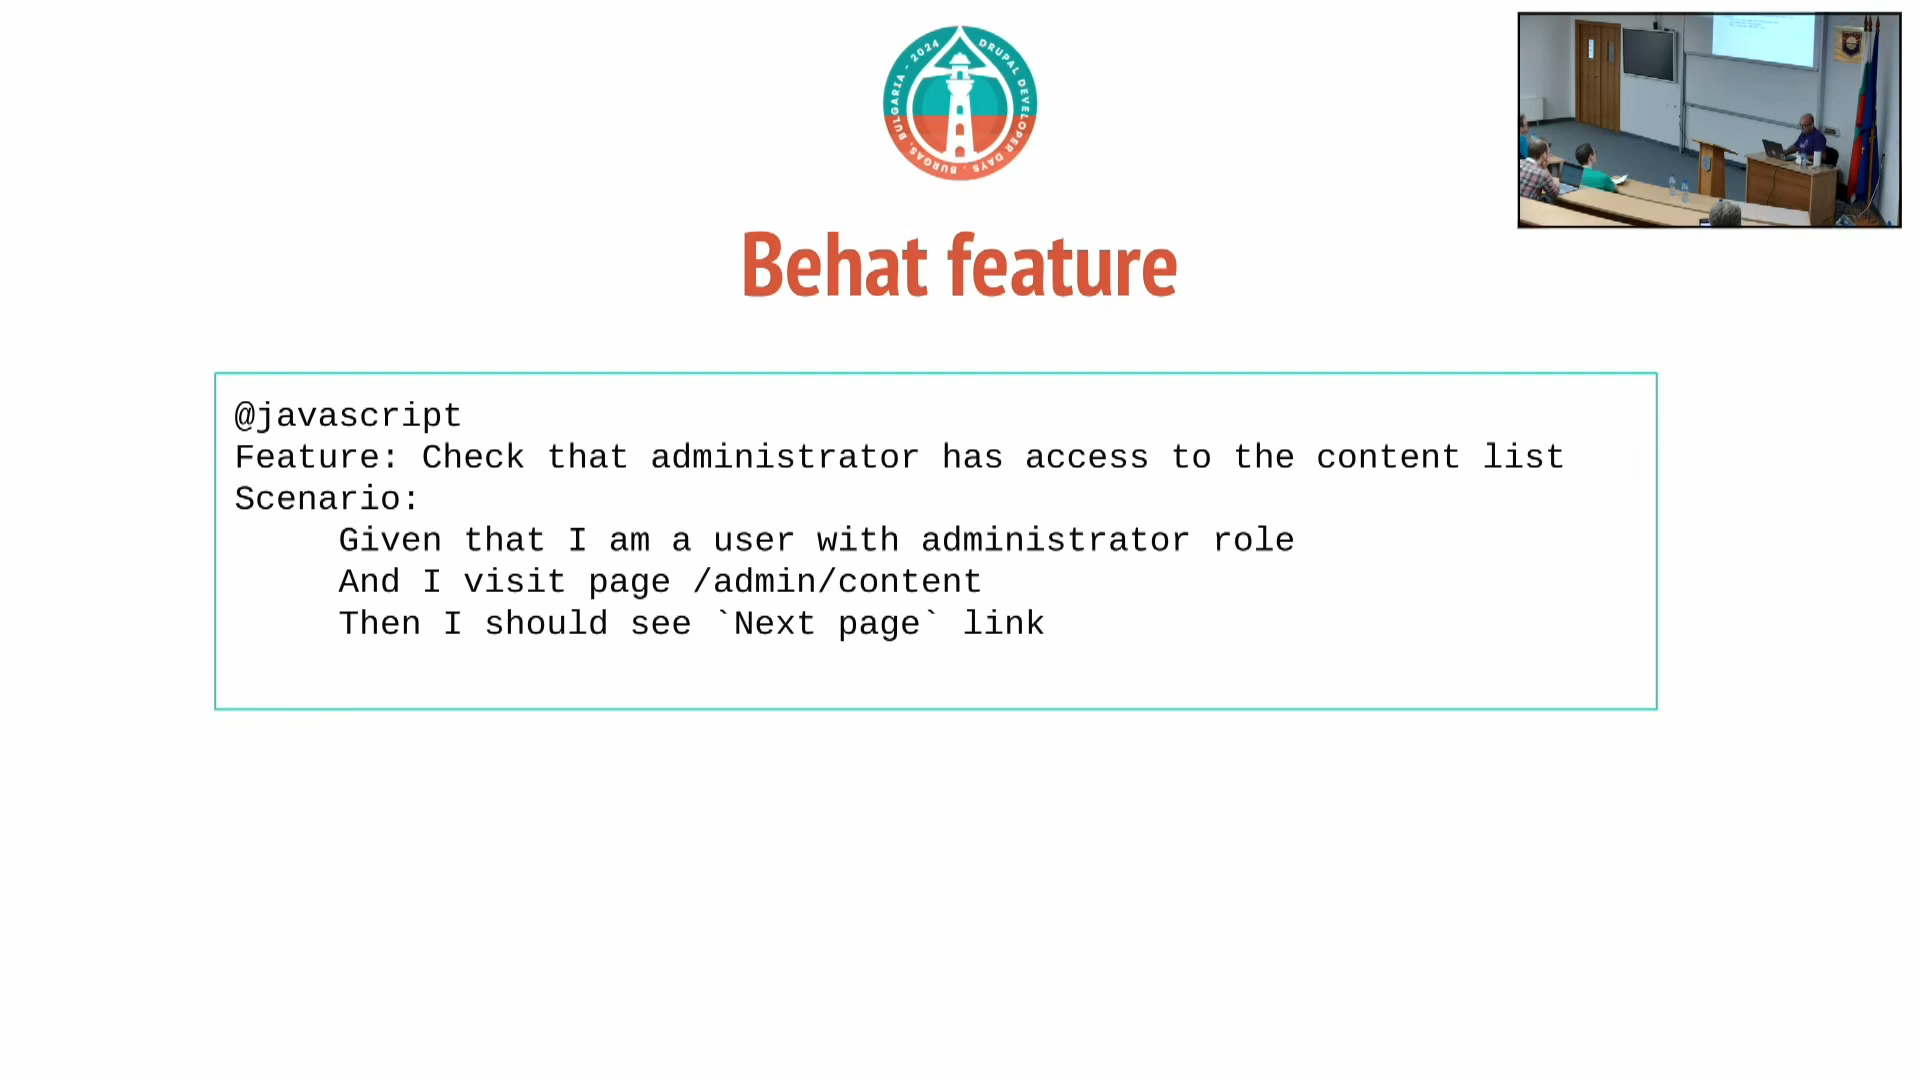 BURGAS, BULGARIA - 2024 DRUPAL DEVELOPER DAYS ·
Behat feature
@javascript
Feature: Check that administrator has access to the content list
Scenario:
Given that I am a user with administrator role
And I visit page /admin/content
Then I should see `Next page` link